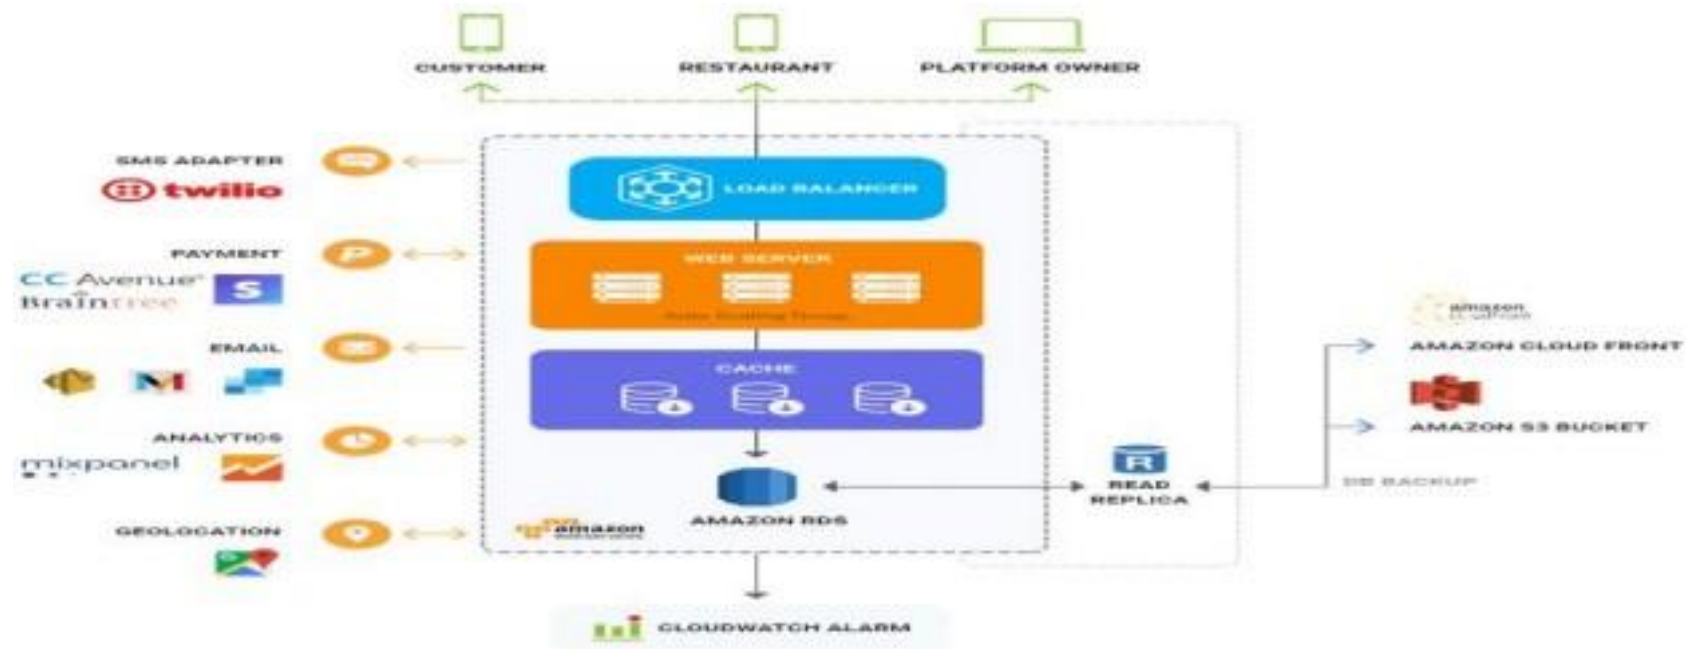 CUSTOMER
RESTAURANT
PLATFORM OWNER
SMS ADAPTER
twilio
LOAD BALANCER
PAYMENT
CC Avenue
Braintree
S
WEB SERVER
EMAIL
CACHE
ANALYTICS
mixpanel
AMAZON RDS
amazon
GEOLOCATION
R
READ
REPLICA
amazon
AMAZON CLOUD FRONT
AMAZON S3 BUCKET
DB BACKUP
CLOUDWATCH ALARM